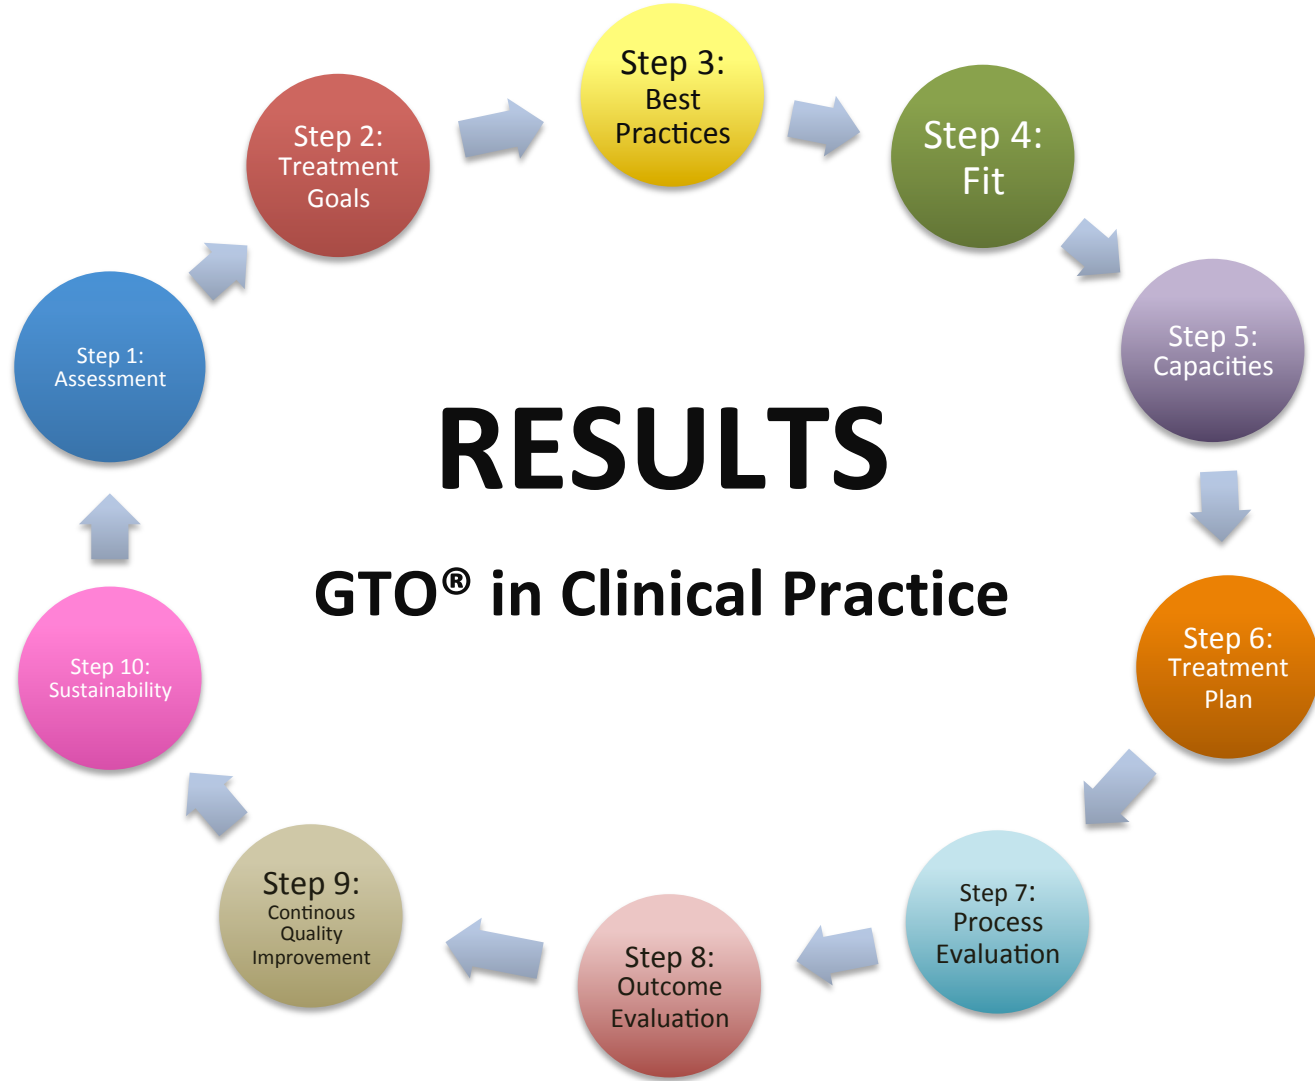 Step 1:
Assessment
Step 2:
Treatment
Goals
Step 3:
Best
Practices
Step 4:
Fit
Step 5:
Capacities
Step 6:
Treatment
Plan
Step 7:
Process
Evaluation
Step 8:
Outcome
Evaluation
Step 9:
Continous
Quality
Improvement
Step 10:
Sustainability
RESULTS
GTO® in Clinical Practice